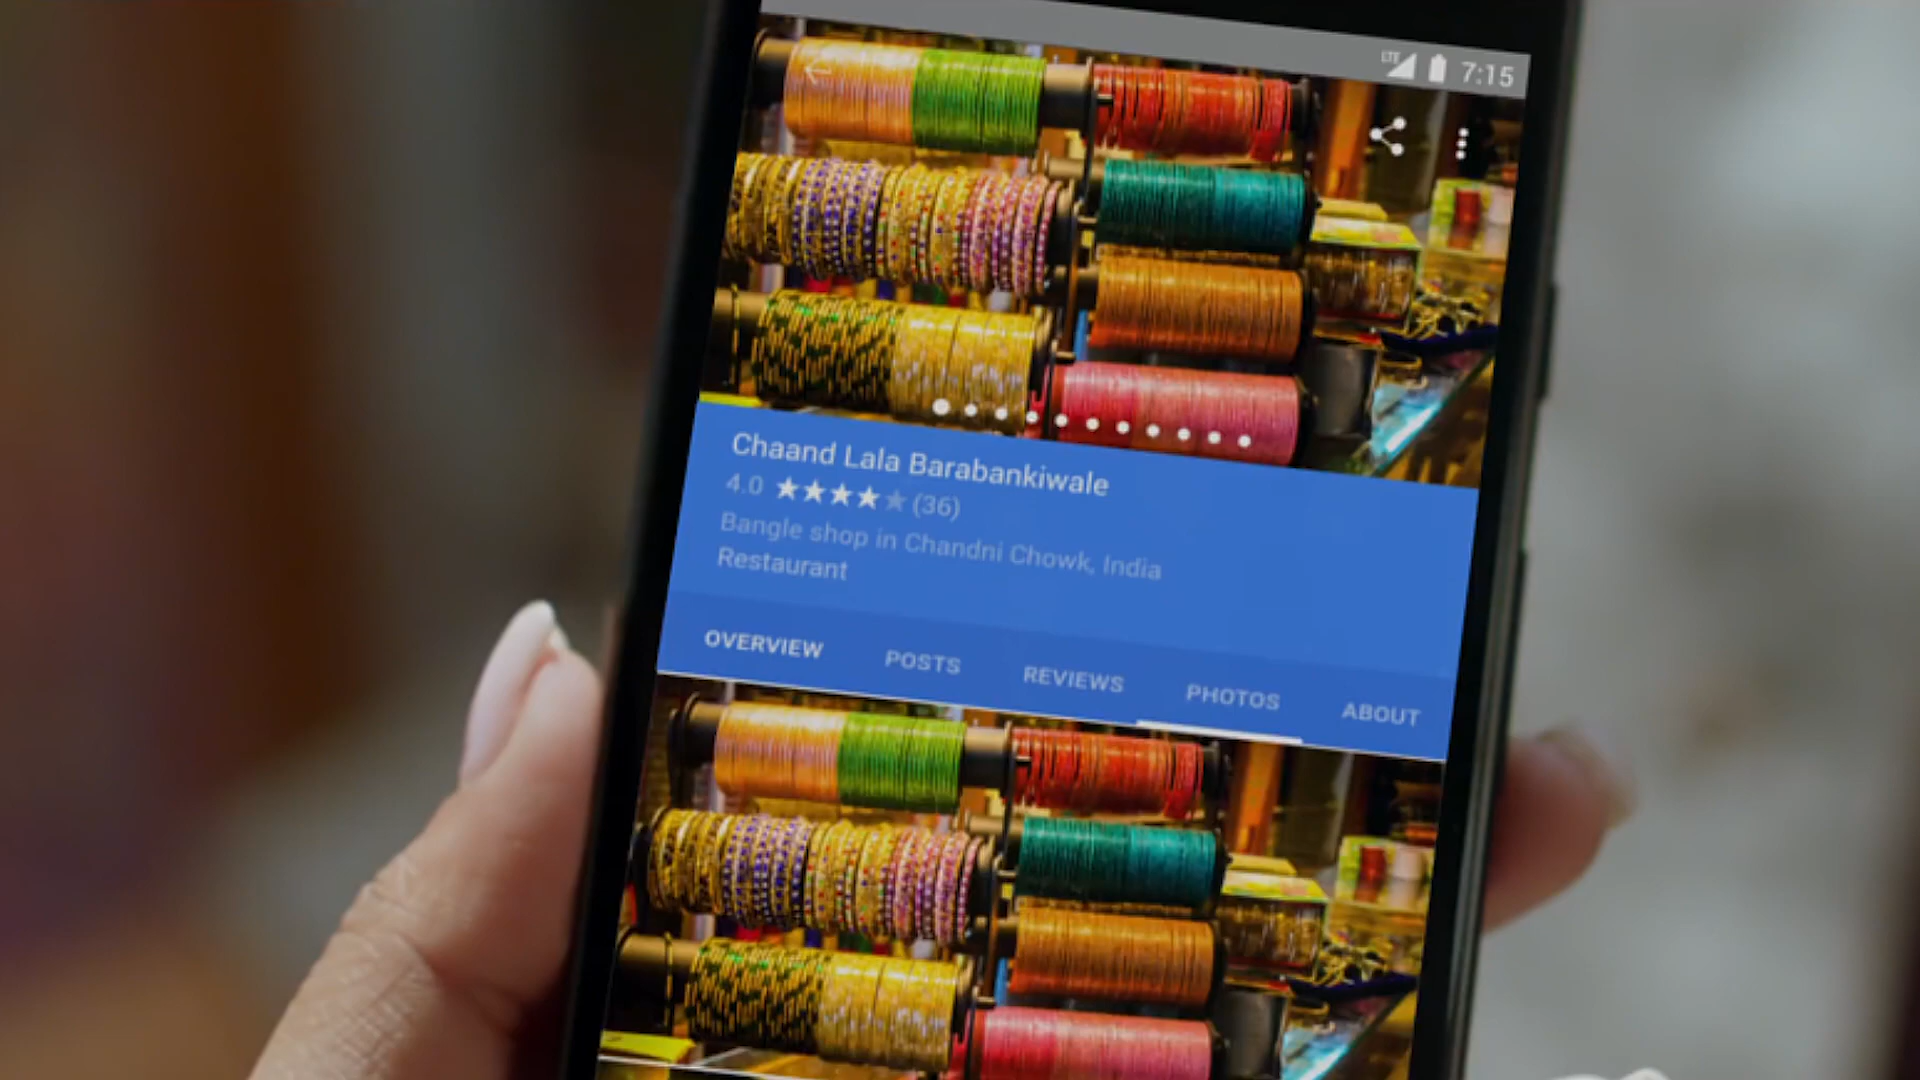 LTE 7:15
Chaand Lala Barabankiwale
4.0 ★★★★★ (36)
Bangle shop in Chandni Chowk, India
Restaurant
OVERVIEW POSTS REVIEWS PHOTOS ABOUT